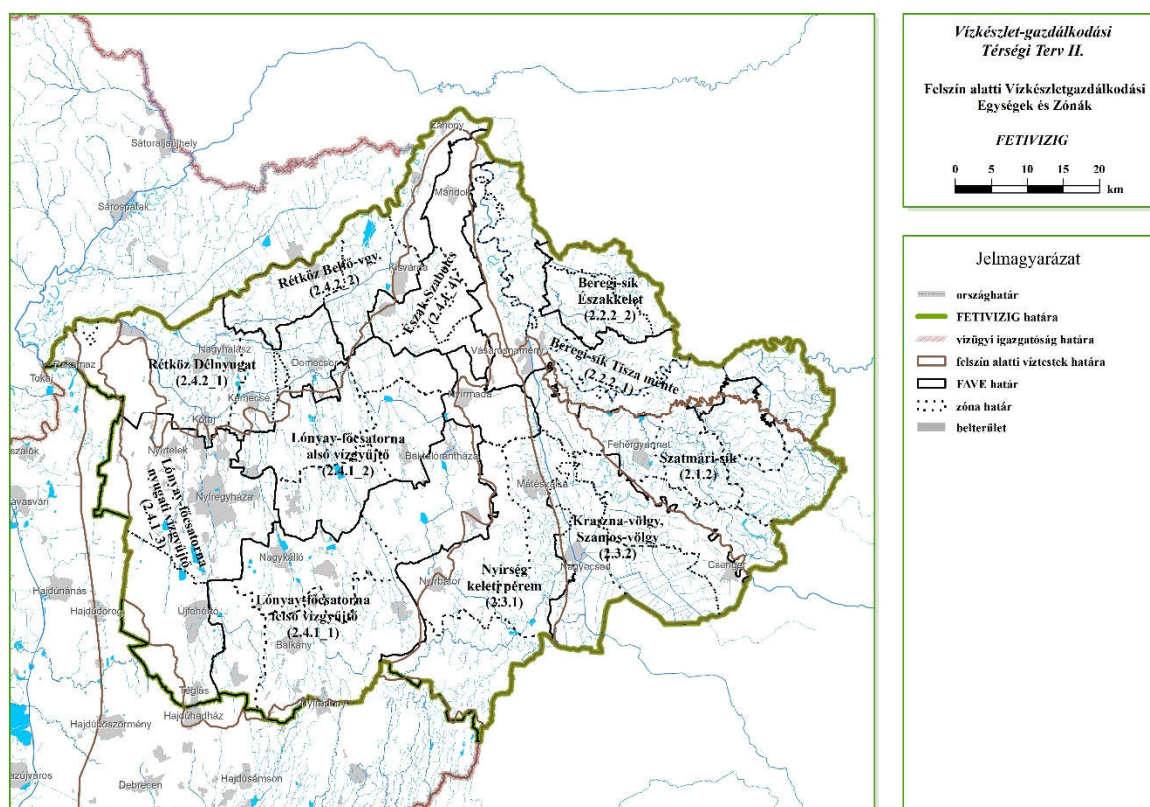 Vízkészlet-gazdálkodási
Térségi Terv II.
Felszín alatti Vízkészletgazdálkodási
Egységek és Zónák
FETIVIZIG
0 5 10 20
km
Jelmagyarázat
országhatár
FETIVIZIG határa
vízügyi igazgatóság határa
felszín alatti víztestek határa
FAVE határ
zóna határ
belterület
Záhony
Sátoraljaújhely
Mándok
Sárospatak
Kisvárda
Rétköz Belfő-vgy.
(2.4.2_2)
Észak-Szabolcs
(2.4.1_4)
Beregi-sík
Északkelet
(2.2.2_2)
Vásárosnamény
Beregi-sík Tisza mente
(2.2.2_1)
Nagyhalász
Demecser
Rétköz Délnyugat
(2.4.2_1)
Rakamaz
Tokaj
Kemecse
Kótaj
Nyírmada
Nyírtelek
Lónyay-főcsatorna
alsó vízgyűjtő
(2.4.1_2)
Baktalórántháza
Fehérgyarmat
Szatmári-sík
(2.1.2)
Nyíregyháza
Lónyay-főcsatorna
nyugati vízgyűjtő
(2.4.1_3)
Mátészalka
Kraszna-völgy,
Szamos-völgy
(2.3.2)
Nagykálló
Nagyecsed
Csenger
Nyírség
keleti perem
(2.3.1)
Nyírbátor
Hajdúnánás
Hajdúdorog
Újfehértó
Lónyay-főcsatorna
felső vízgyűjtő
(2.4.1_1)
Balkány
Téglás
Hajdúhadház
Hajdúböszörmény
Debrecen
Hajdúsámson